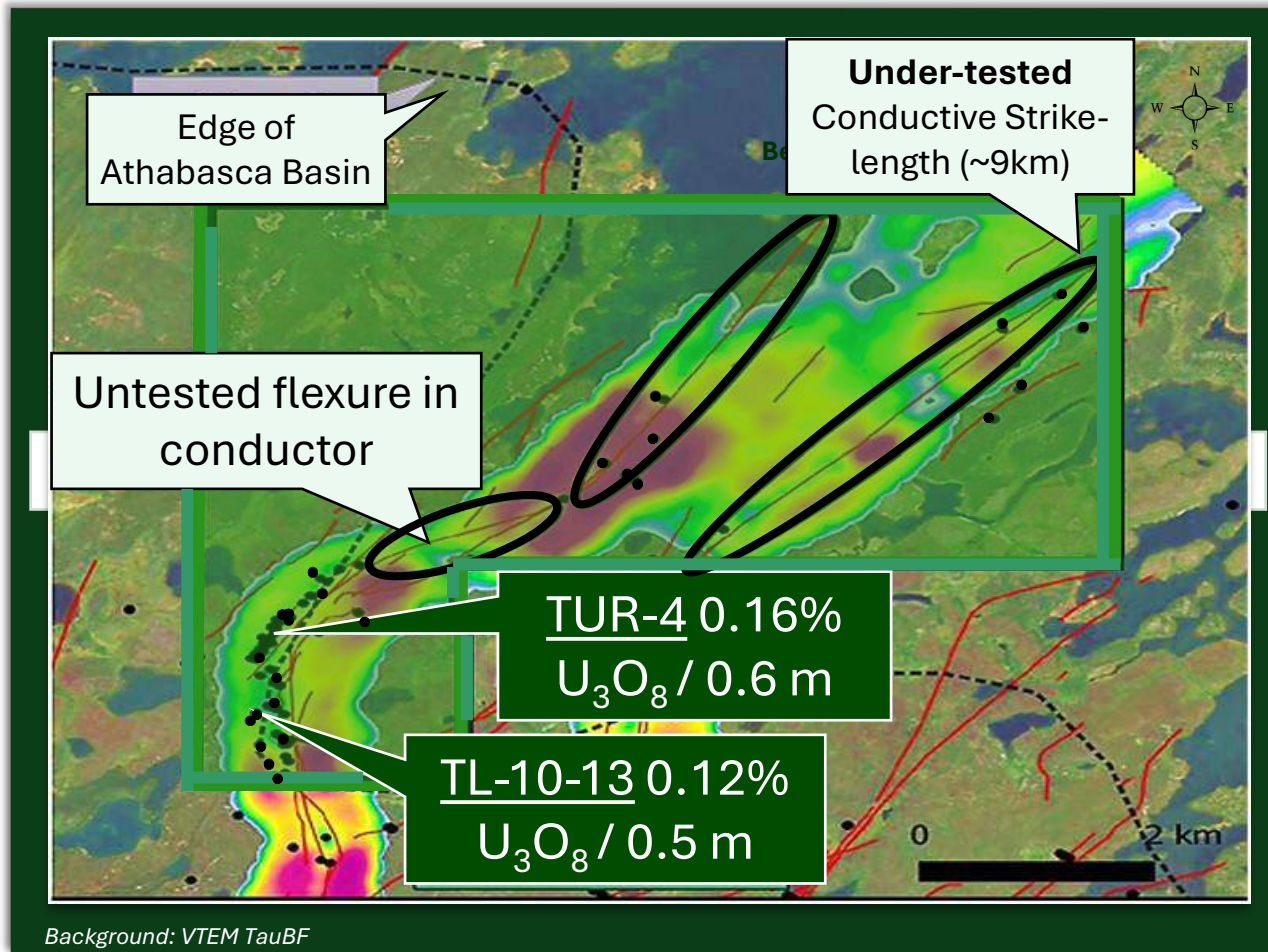 Edge of
Athabasca Basin
Under-tested
Conductive Strike-
length (~9km)
N
W E
S
Untested flexure in
conductor
TUR-4 0.16%
U₃O₈ / 0.6 m
TL-10-13 0.12%
U₃O₈ / 0.5 m
0 2 km
Background: VTEM TauBF